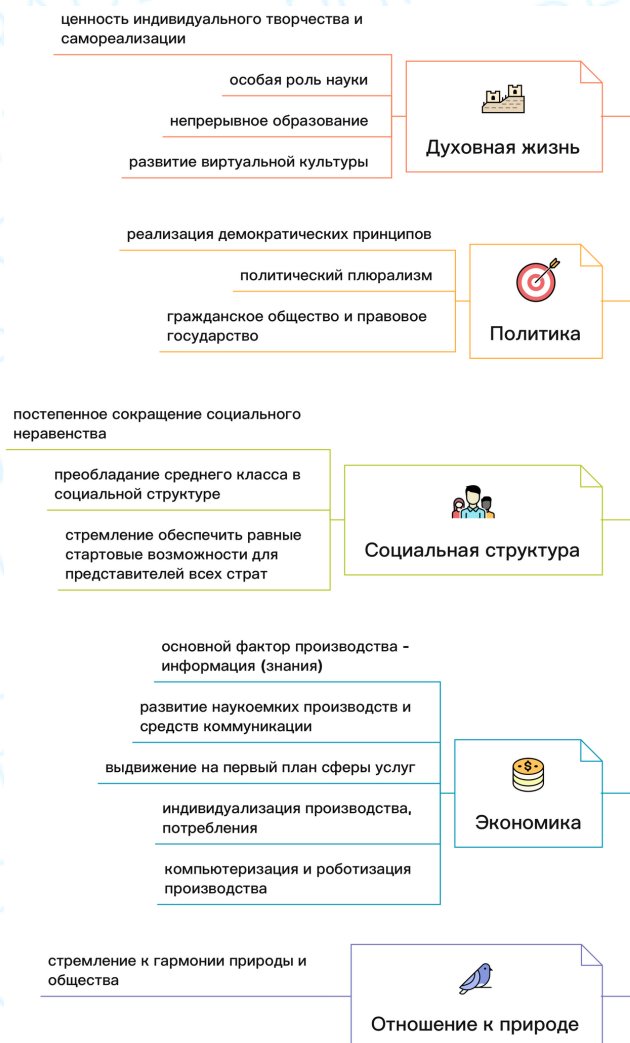 ценность индивидуального творчества и
самореализации
особая роль науки
непрерывное образование
развитие виртуальной культуры
Духовная жизнь
реализация демократических принципов
политический плюрализм
гражданское общество и правовое
государство
Политика
постепенное сокращение социального
неравенства
преобладание среднего класса в
социальной структуре
стремление обеспечить равные
стартовые возможности для
представителей всех страт
Социальная структура
основной фактор производства -
информация (знания)
развитие наукоемких производств и
средств коммуникации
выдвижение на первый план сферы услуг
индивидуализация производства,
потребления
компьютеризация и роботизация
производства
$
Экономика
стремление к гармонии природы и
общества
Отношение к природе